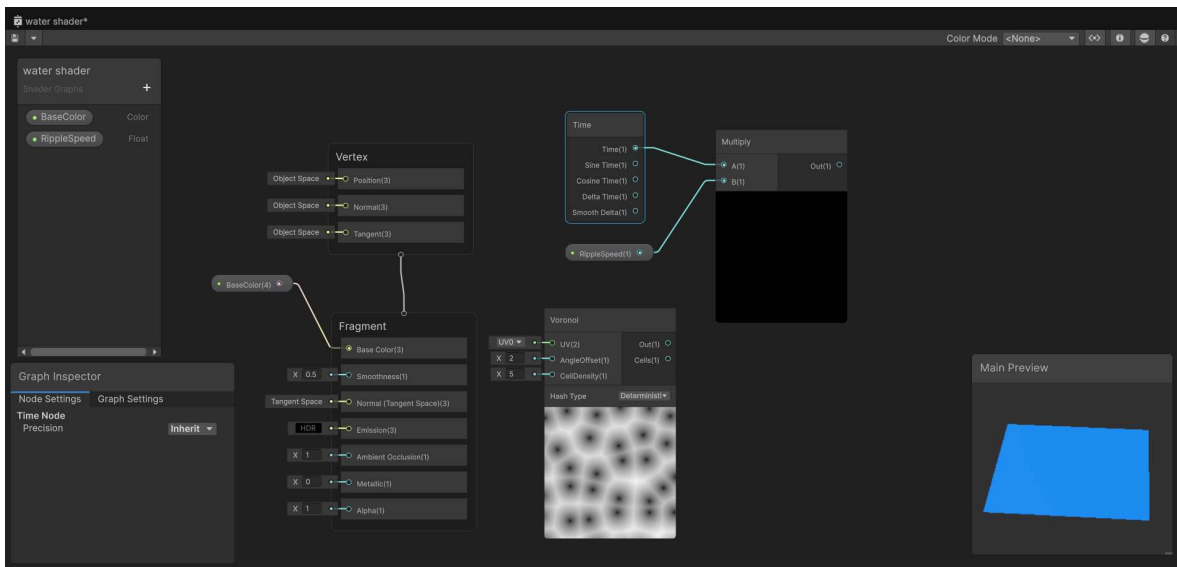 water shader*
Color Mode <None>
water shader
Shader Graphs
+
BaseColor Color
RippleSpeed Float
Graph Inspector
Node Settings Graph Settings
Time Node
Precision Inherit
Vertex
Object Space Position(3)
Object Space Normal(3)
Object Space Tangent(3)
BaseColor(4)
Fragment
Base Color(3)
X 0.5 Smoothness(1)
Tangent Space Normal (Tangent Space)(3)
HDR Emission(3)
X 1 Ambient Occlusion(1)
X 0 Metallic(1)
X 1 Alpha(1)
Time
Time(1)
Sine Time(1)
Cosine Time(1)
Delta Time(1)
Smooth Delta(1)
RippleSpeed(1)
Multiply
A(1) Out(1)
B(1)
Voronoi
UV0 UV(2) Out(1)
X 2 AngleOffset(1) Cells(1)
X 5 CellDensity(1)
Hash Type Deterministi
Main Preview